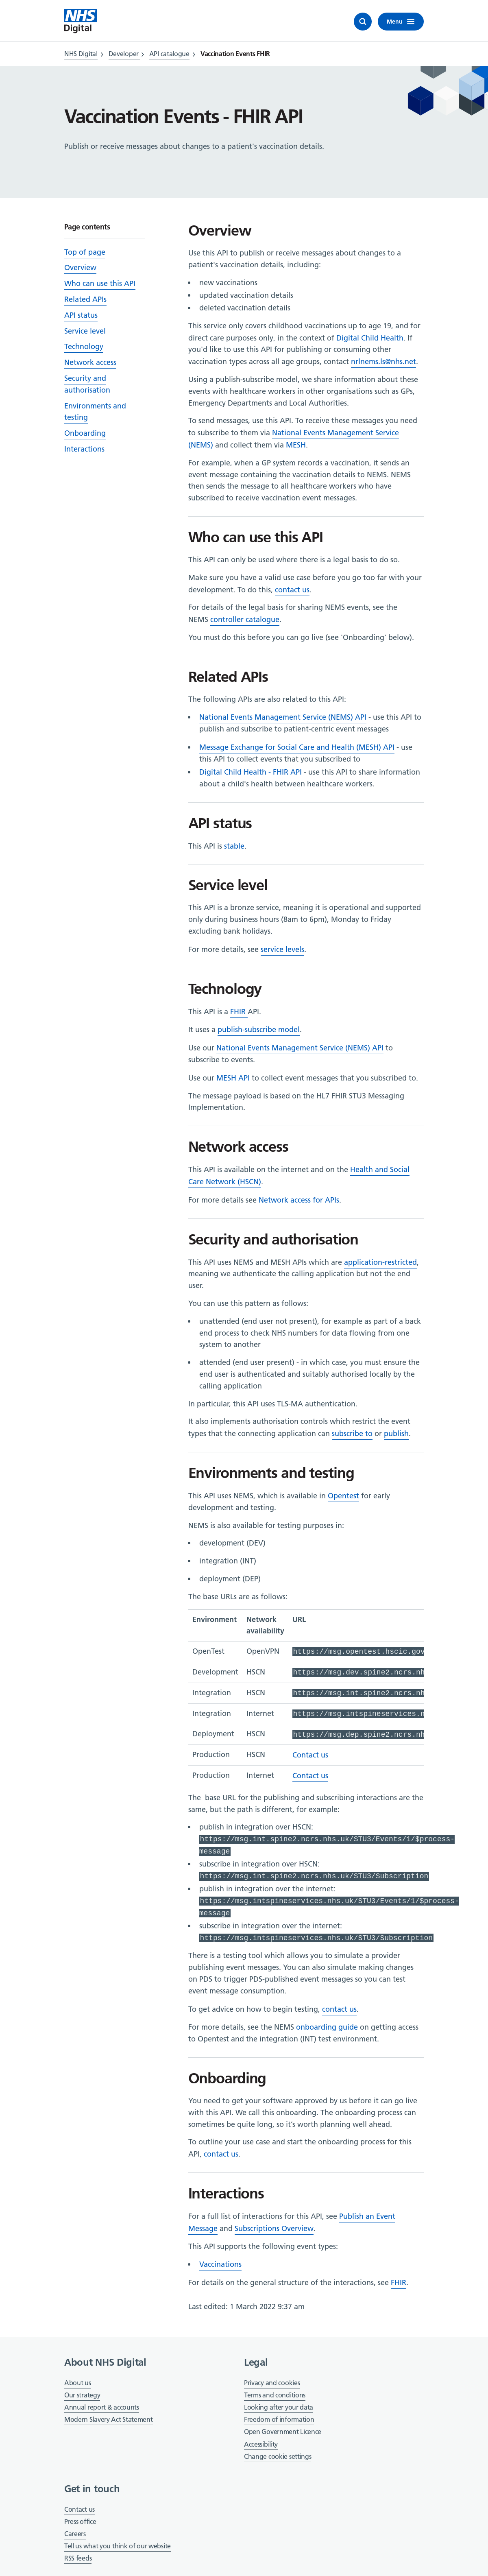 NHS
Digital
Menu
NHS Digital > Developer > API catalogue > Vaccination Events FHIR
Vaccination Events - FHIR API
Publish or receive messages about changes to a patient's vaccination details.
Page contents
Top of page
Overview
Who can use this API
Related APIs
API status
Service level
Technology
Network access
Security and
authorisation
Environments and
testing
Onboarding
Interactions
Overview
Use this API to publish or receive messages about changes to a
patient's vaccination details, including:
• new vaccinations
• updated vaccination details
• deleted vaccination details
This service only covers childhood vaccinations up to age 19, and for
direct care purposes only, in the context of Digital Child Health. If
you'd like to use this API for publishing or consuming other
vaccination types across all age groups, contact nrlnems.ls@nhs.net.
Using a publish-subscribe model, we share information about these
events with healthcare workers in other organisations such as GPs,
Emergency Departments and Local Authorities.
To send messages, use this API. To receive these messages you need
to subscribe to them via National Events Management Service
(NEMS) and collect them via MESH.
For example, when a GP system records a vaccination, it sends an
event message containing the vaccination details to NEMS. NEMS
then sends the message to all healthcare workers who have
subscribed to receive vaccination event messages.
Who can use this API
This API can only be used where there is a legal basis to do so.
Make sure you have a valid use case before you go too far with your
development. To do this, contact us.
For details of the legal basis for sharing NEMS events, see the
NEMS controller catalogue.
You must do this before you can go live (see 'Onboarding' below).
Related APIs
The following APIs are also related to this API:
• National Events Management Service (NEMS) API - use this API to
publish and subscribe to patient-centric event messages
• Message Exchange for Social Care and Health (MESH) API - use
this API to collect events that you subscribed to
• Digital Child Health - FHIR API - use this API to share information
about a child's health between healthcare workers.
API status
This API is stable.
Service level
This API is a bronze service, meaning it is operational and supported
only during business hours (8am to 6pm), Monday to Friday
excluding bank holidays.
For more details, see service levels.
Technology
This API is a FHIR API.
It uses a publish-subscribe model.
Use our National Events Management Service (NEMS) API to
subscribe to events.
Use our MESH API to collect event messages that you subscribed to.
The message payload is based on the HL7 FHIR STU3 Messaging
Implementation.
Network access
This API is available on the internet and on the Health and Social
Care Network (HSCN).
For more details see Network access for APIs.
Security and authorisation
This API uses NEMS and MESH APIs which are application-restricted,
meaning we authenticate the calling application but not the end
user.
You can use this pattern as follows:
• unattended (end user not present), for example as part of a back
end process to check NHS numbers for data flowing from one
system to another
• attended (end user present) - in which case, you must ensure the
end user is authenticated and suitably authorised locally by the
calling application
In particular, this API uses TLS-MA authentication.
It also implements authorisation controls which restrict the event
types that the connecting application can subscribe to or publish.
Environments and testing
This API uses NEMS, which is available in Opentest for early
development and testing.
NEMS is also available for testing purposes in:
• development (DEV)
• integration (INT)
• deployment (DEP)
The base URLs are as follows:
Environment Network URL
availability
OpenTest OpenVPN https://msg.opentest.hscic.gov
Development HSCN https://msg.dev.spine2.ncrs.nh
Integration HSCN https://msg.int.spine2.ncrs.nh
Integration Internet https://msg.intspineservices.n
Deployment HSCN https://msg.dep.spine2.ncrs.nh
Production HSCN Contact us
Production Internet Contact us
The base URL for the publishing and subscribing interactions are the
same, but the path is different, for example:
• publish in integration over HSCN:
https://msg.int.spine2.ncrs.nhs.uk/STU3/Events/1/$process-
message
• subscribe in integration over HSCN:
https://msg.int.spine2.ncrs.nhs.uk/STU3/Subscription
• publish in integration over the internet:
https://msg.intspineservices.nhs.uk/STU3/Events/1/$process-
message
• subscribe in integration over the internet:
https://msg.intspineservices.nhs.uk/STU3/Subscription
There is a testing tool which allows you to simulate a provider
publishing event messages. You can also simulate making changes
on PDS to trigger PDS-published event messages so you can test
event message consumption.
To get advice on how to begin testing, contact us.
For more details, see the NEMS onboarding guide on getting access
to Opentest and the integration (INT) test environment.
Onboarding
You need to get your software approved by us before it can go live
with this API. We call this onboarding. The onboarding process can
sometimes be quite long, so it's worth planning well ahead.
To outline your use case and start the onboarding process for this
API, contact us.
Interactions
For a full list of interactions for this API, see Publish an Event
Message and Subscriptions Overview.
This API supports the following event types:
• Vaccinations
For details on the general structure of the interactions, see FHIR.
Last edited: 1 March 2022 9:37 am
About NHS Digital
About us
Our strategy
Annual report & accounts
Modern Slavery Act Statement
Legal
Privacy and cookies
Terms and conditions
Looking after your data
Freedom of information
Open Government Licence
Accessibility
Change cookie settings
Get in touch
Contact us
Press office
Careers
Tell us what you think of our website
RSS feeds